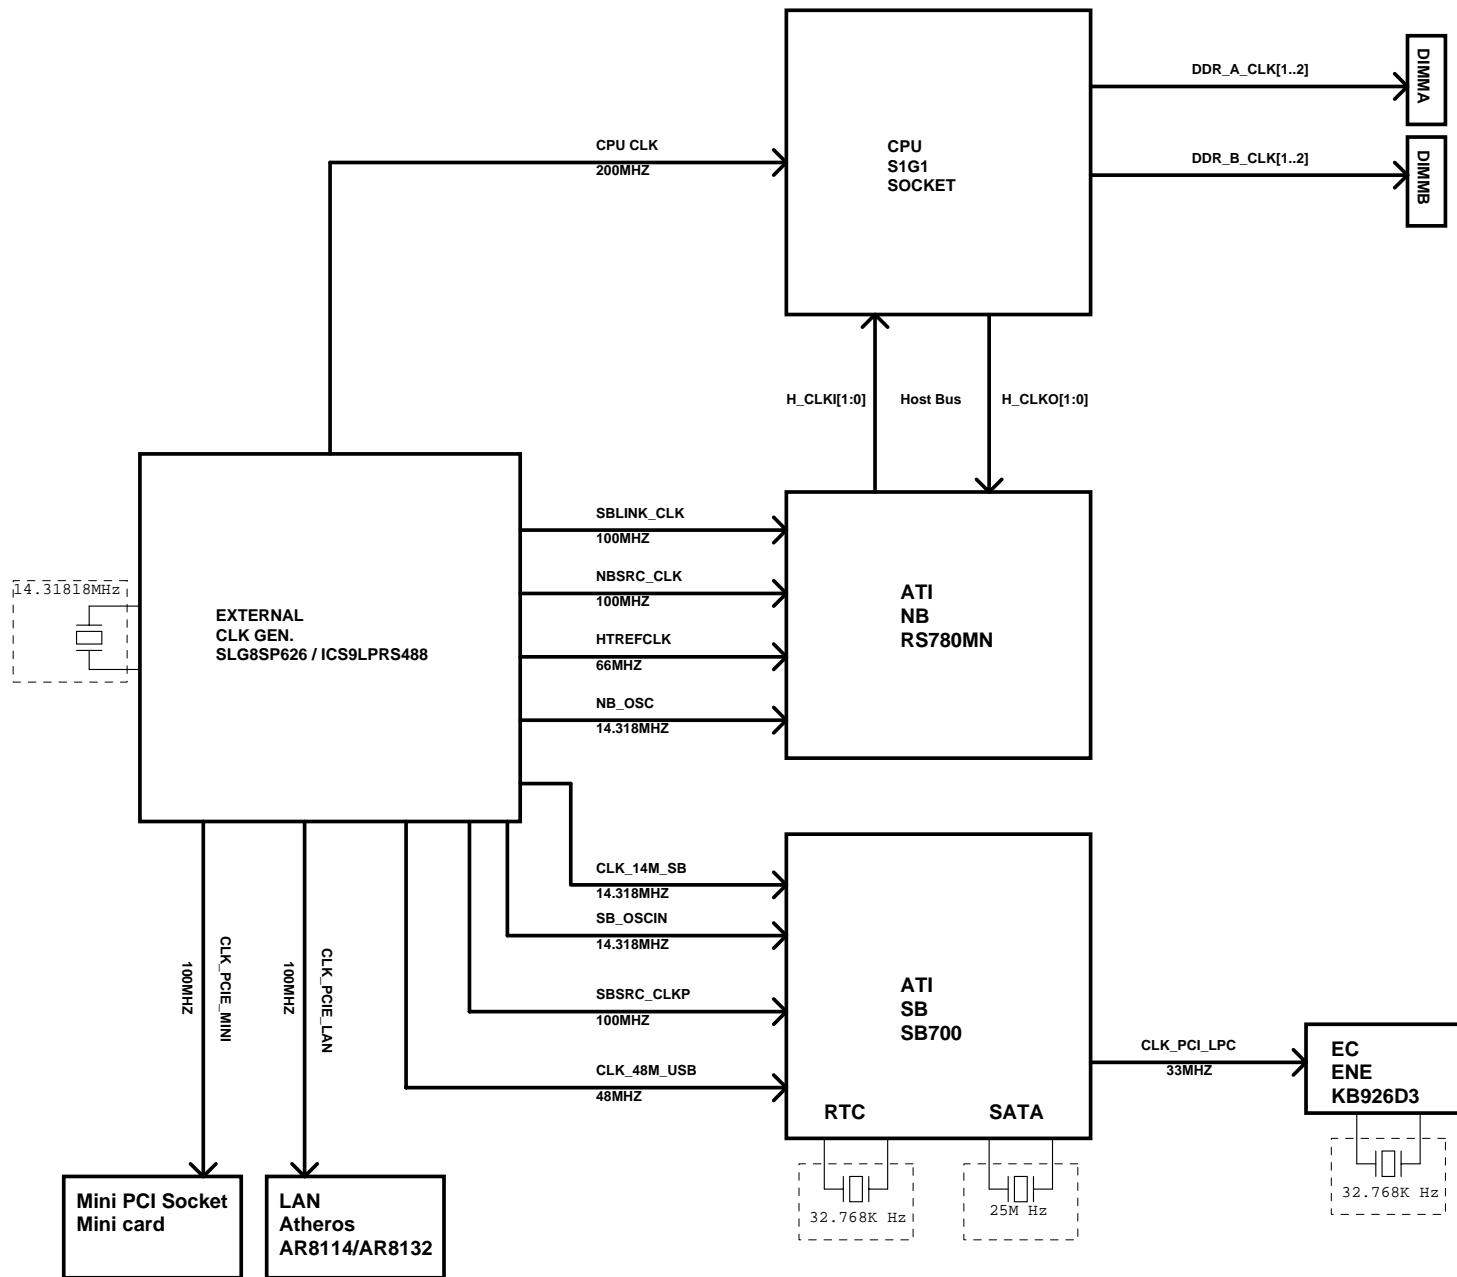 DDR_A_CLK[1..2]
DIMMA
CPU CLK
200MHZ
CPU
S1G1
SOCKET
DDR_B_CLK[1..2]
DIMMB
H_CLKI[1:0]
Host Bus
H_CLKO[1:0]
14.31818MHz
EXTERNAL
CLK GEN.
SLG8SP626 / ICS9LPRS488
SBLINK_CLK
100MHZ
NBSRC_CLK
100MHZ
HTREFCLK
66MHZ
NB_OSC
14.318MHZ
ATI
NB
RS780MN
CLK_14M_SB
14.318MHZ
SB_OSCIN
14.318MHZ
SBSRC_CLKP
100MHZ
CLK_48M_USB
48MHZ
CLK_PCIE_MINI
100MHZ
CLK_PCIE_LAN
100MHZ
ATI
SB
SB700
RTC
SATA
CLK_PCI_LPC
33MHZ
EC
ENE
KB926D3
32.768K Hz
25M Hz
32.768K Hz
Mini PCI Socket
Mini card
LAN
Atheros
AR8114/AR8132